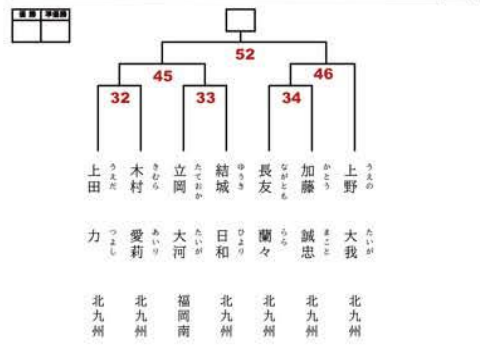 優勝 準優勝
52
45 46
32 33 34
上田 力 うえだ つよし 北九州
木村 愛莉 きむら あいり 北九州
立岡 大河 たておか たいが 福岡南
結城 日和 ゆうき ひより 北九州
長友 蘭々 ながとも らら 北九州
加藤 誠忠 かとう まこと 北九州
上野 大我 うえの たいが 北九州